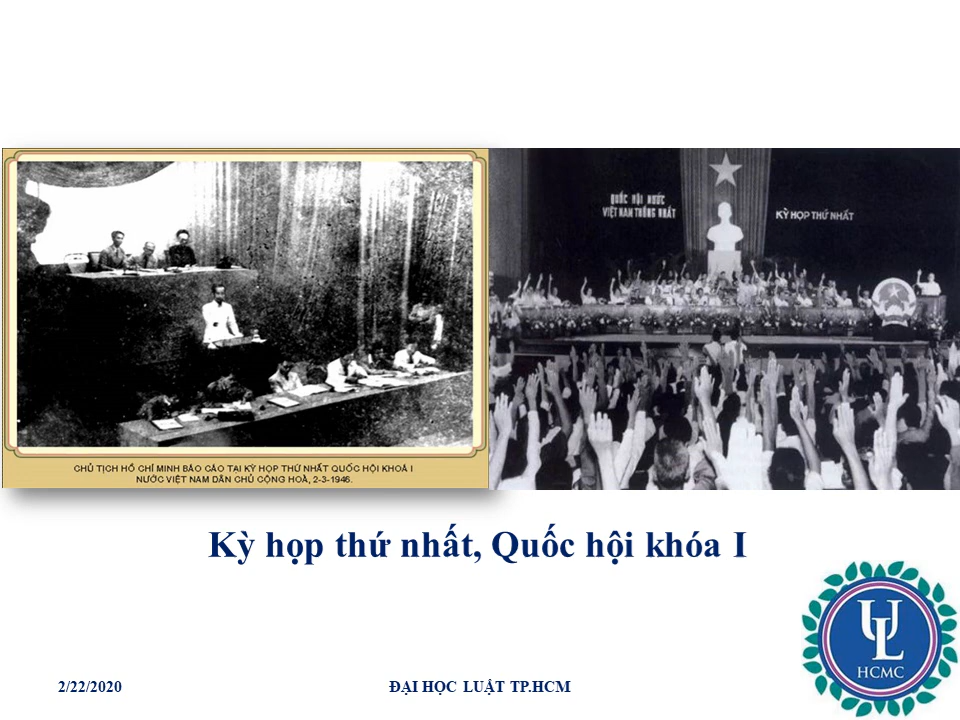 QUỐC HỘI NƯỚC
VIỆT NAM THỐNG NHẤT
KỲ HỌP THỨ NHẤT
CHỦ TỊCH HỒ CHÍ MINH BÁO CÁO TẠI KỲ HỌP THỨ NHẤT QUỐC HỘI KHOÁ I
NƯỚC VIỆT NAM DÂN CHỦ CỘNG HOÀ, 2-3-1946.
Kỳ họp thứ nhất, Quốc hội khóa I
UL
HCMC
2/22/2020
ĐẠI HỌC LUẬT TP.HCM